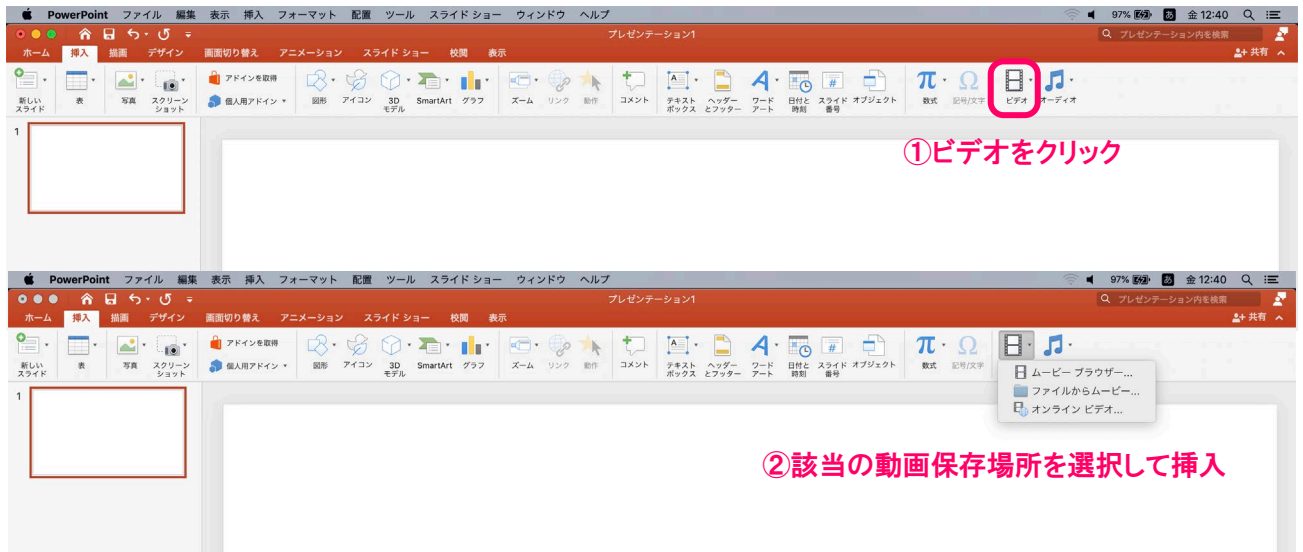 PowerPoint ファイル 編集 表示 挿入 フォーマット 配置 ツール スライド ショー ウィンドウ ヘルプ 97% あ 金 12:40
プレゼンテーション1 プレゼンテーション内を検索
ホーム 挿入 描画 デザイン 画面切り替え アニメーション スライド ショー 校閲 表示 共有
新しい
スライド
表
写真
スクリーン
ショット
アドインを取得
個人用アドイン
図形
アイコン
3D
モデル
SmartArt
グラフ
ズーム
リンク
動作
コメント
テキスト
ボックス
ヘッダー
とフッター
A
ワード
アート
日付と
時刻
#
スライド
番号
オブジェクト
π
数式
Ω
記号/文字
ビデオ
オーディオ
1
①ビデオをクリック
PowerPoint ファイル 編集 表示 挿入 フォーマット 配置 ツール スライド ショー ウィンドウ ヘルプ 97% あ 金 12:40
プレゼンテーション1 プレゼンテーション内を検索
ホーム 挿入 描画 デザイン 画面切り替え アニメーション スライド ショー 校閲 表示 共有
新しい
スライド
表
写真
スクリーン
ショット
アドインを取得
個人用アドイン
図形
アイコン
3D
モデル
SmartArt
グラフ
ズーム
リンク
動作
コメント
テキスト
ボックス
ヘッダー
とフッター
A
ワード
アート
日付と
時刻
#
スライド
番号
オブジェクト
π
数式
Ω
記号/文字
ムービー ブラウザー...
ファイルからムービー...
オンライン ビデオ...
1
②該当の動画保存場所を選択して挿入